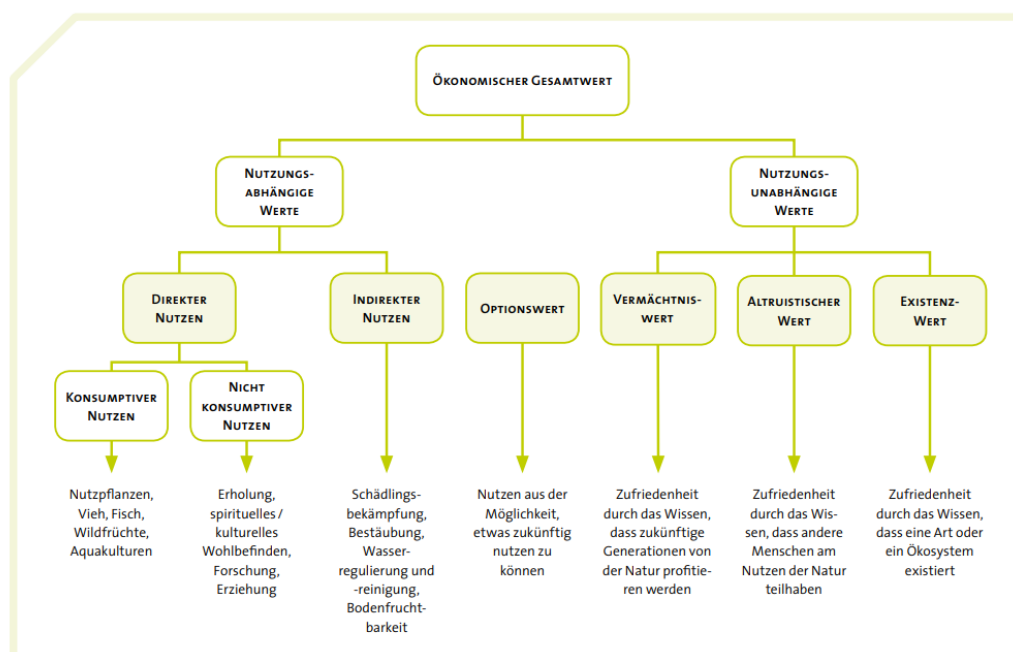 Ökonomischer Gesamtwert
Nutzungs-
abhängige
Werte
Nutzungs-
unabhängige
Werte
Direkter
Nutzen
Indirekter
Nutzen
Optionswert
Vermächtnis-
wert
Altruistischer
Wert
Existenz-
Wert
Konsumptiver
Nutzen
Nicht
konsumptiver
Nutzen
Nutzpflanzen,
Vieh, Fisch,
Wildfrüchte,
Aquakulturen
Erholung,
spirituelles /
kulturelles
Wohlbefinden,
Forschung,
Erziehung
Schädlings-
bekämpfung,
Bestäubung,
Wasser-
regulierung und
-reinigung,
Bodenfrucht-
barkeit
Nutzen aus der
Möglichkeit,
etwas zukünftig
nutzen zu
können
Zufriedenheit
durch das Wissen,
dass zukünftige
Generationen von
der Natur profitie-
ren werden
Zufriedenheit
durch das Wis-
sen, dass andere
Menschen am
Nutzen der Natur
teilhaben
Zufriedenheit
durch das Wissen,
dass eine Art oder
ein Ökosystem
existiert